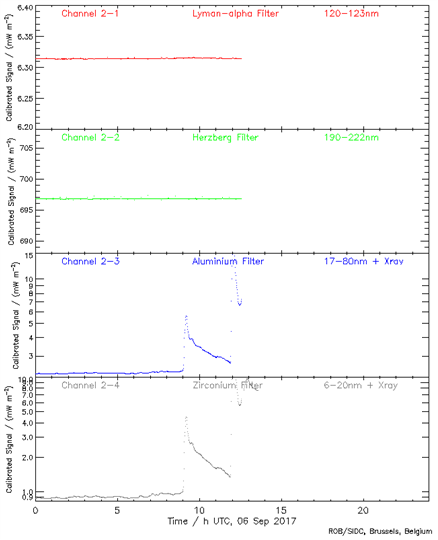 6.40
Channel 2-1 Lyman-alpha Filter 120-123nm
6.35
6.30
6.25
6.20
Calibrated Signal / (mW m⁻²)
Channel 2-2 Herzberg Filter 190-222nm
705
700
695
690
Calibrated Signal / (mW m⁻²)
15
Channel 2-3 Aluminium Filter 17-80nm + Xray
10
7
6
5
4
3
Calibrated Signal / (mW m⁻²)
10.0
9.0
8.0
Channel 2-4 Zirconium Filter 6-20nm + Xray
6.0
5.0
4.0
3.0
2.0
1.0
0.9
Calibrated Signal / (mW m⁻²)
0 5 10 15 20
Time / h UTC, 06 Sep 2017
ROB/SIDC, Brussels, Belgium